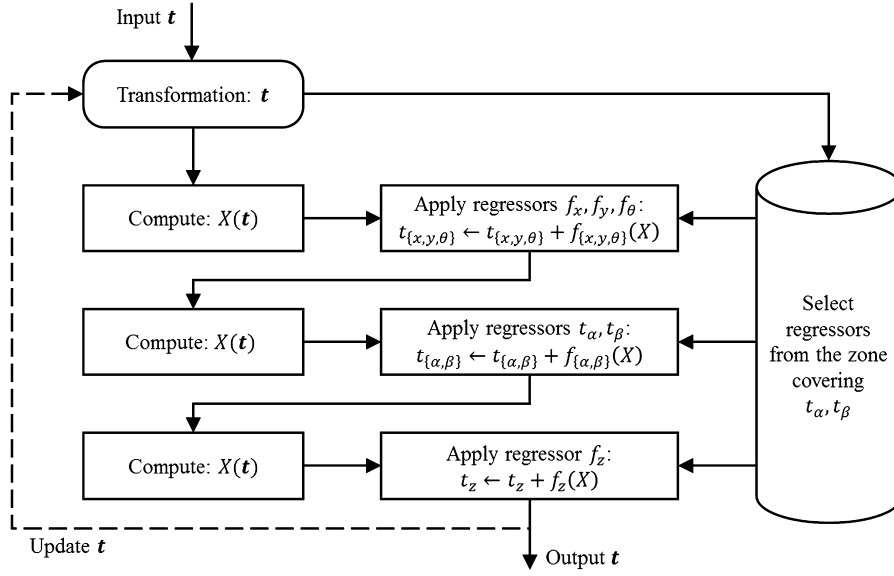 Input t
Transformation: t
Compute: X(t)
Apply regressors f_x, f_y, f_θ:
t_{x,y,θ} ← t_{x,y,θ} + f_{x,y,θ}(X)
Compute: X(t)
Apply regressors t_α, t_β:
t_{α,β} ← t_{α,β} + f_{α,β}(X)
Select
regressors
from the zone
covering
t_α, t_β
Compute: X(t)
Apply regressor f_z:
t_z ← t_z + f_z(X)
Update t
Output t